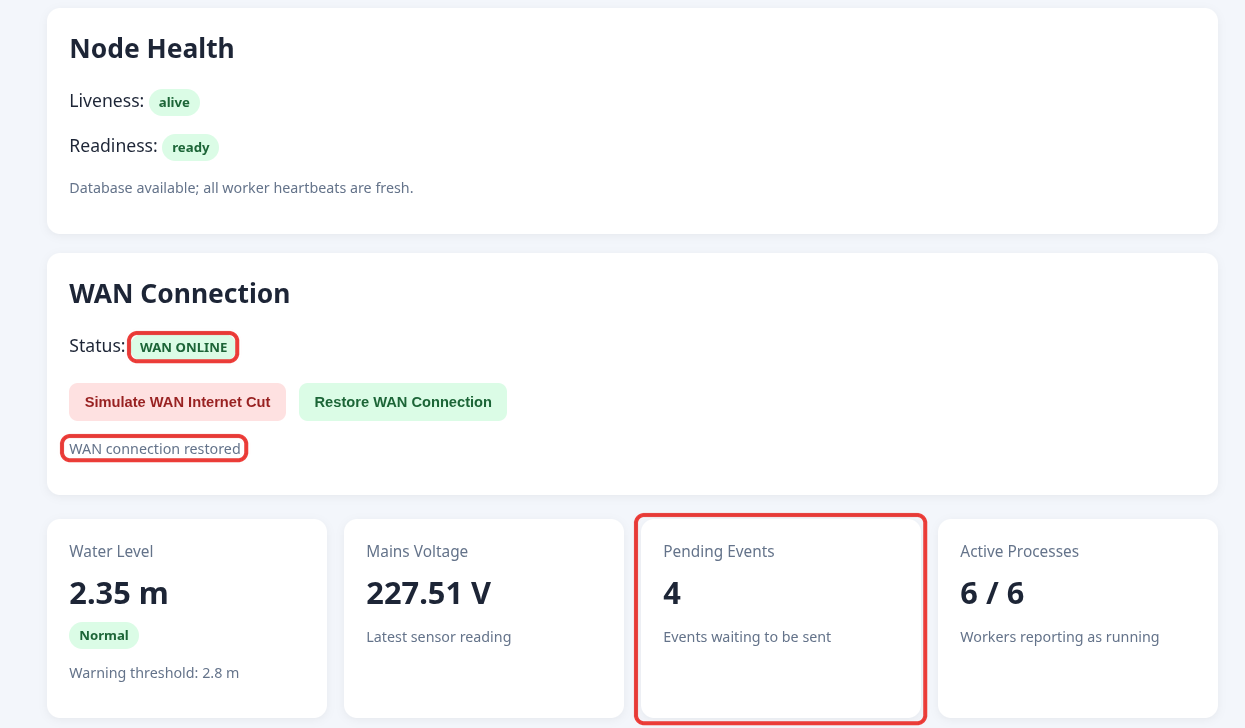 Node Health
Liveness: alive
Readiness: ready
Database available; all worker heartbeats are fresh.
WAN Connection
Status: WAN ONLINE
Simulate WAN Internet Cut
Restore WAN Connection
WAN connection restored
Water Level
2.35 m
Normal
Warning threshold: 2.8 m
Mains Voltage
227.51 V
Latest sensor reading
Pending Events
4
Events waiting to be sent
Active Processes
6 / 6
Workers reporting as running